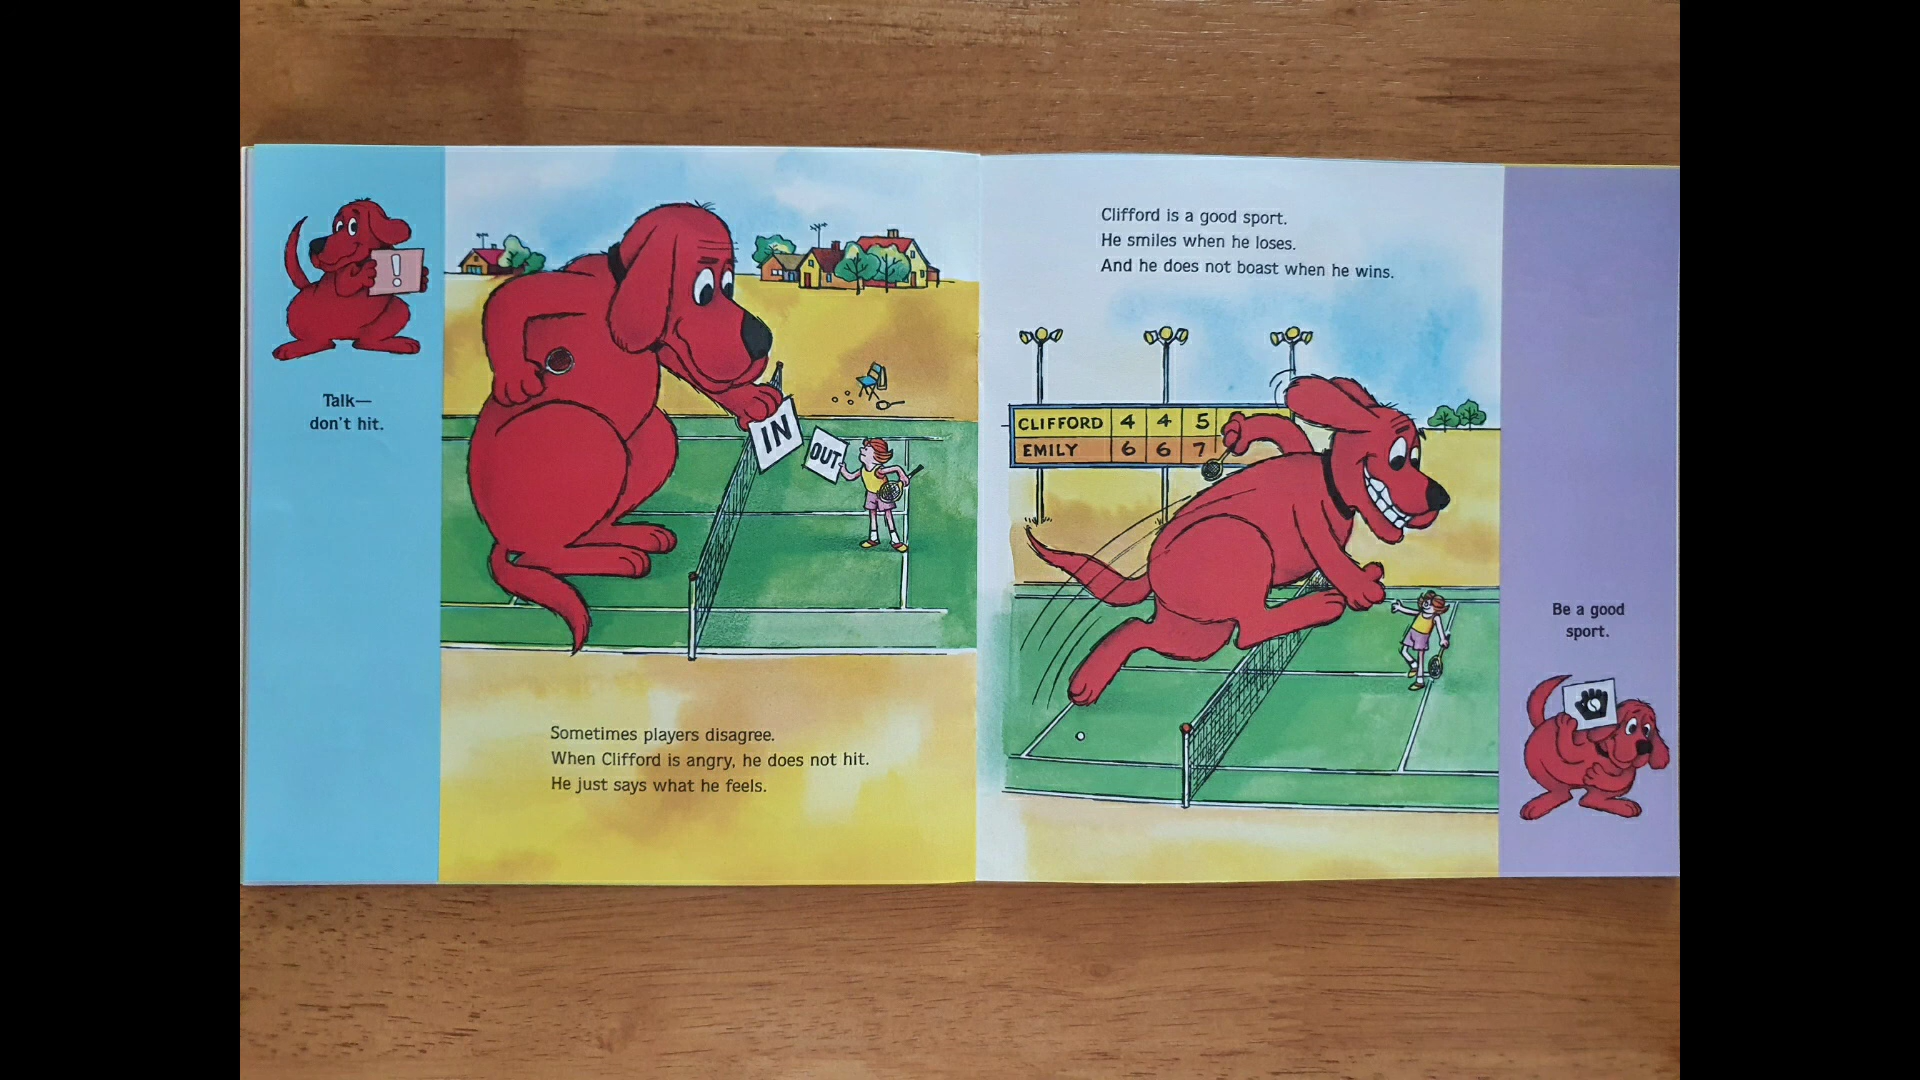 Talk—
don't hit.
IN
OUT
Sometimes players disagree.
When Clifford is angry, he does not hit.
He just says what he feels.
Clifford is a good sport.
He smiles when he loses.
And he does not boast when he wins.
CLIFFORD 4 4 5
EMILY 6 6 7
Be a good
sport.
!